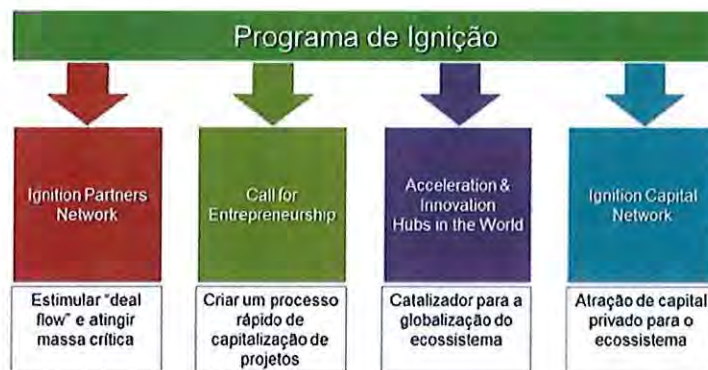 Programa de Ignição
Ignition Partners
Network
Call for
Entrepreneurship
Acceleration &
Innovation
Hubs in the World
Ignition Capital
Network
Estimular "deal
flow" e atingir
massa crítica
Criar um processo
rápido de
capitalização de
projetos
Catalizador para a
globalização do
ecossistema
Atração de capital
privado para o
ecossistema